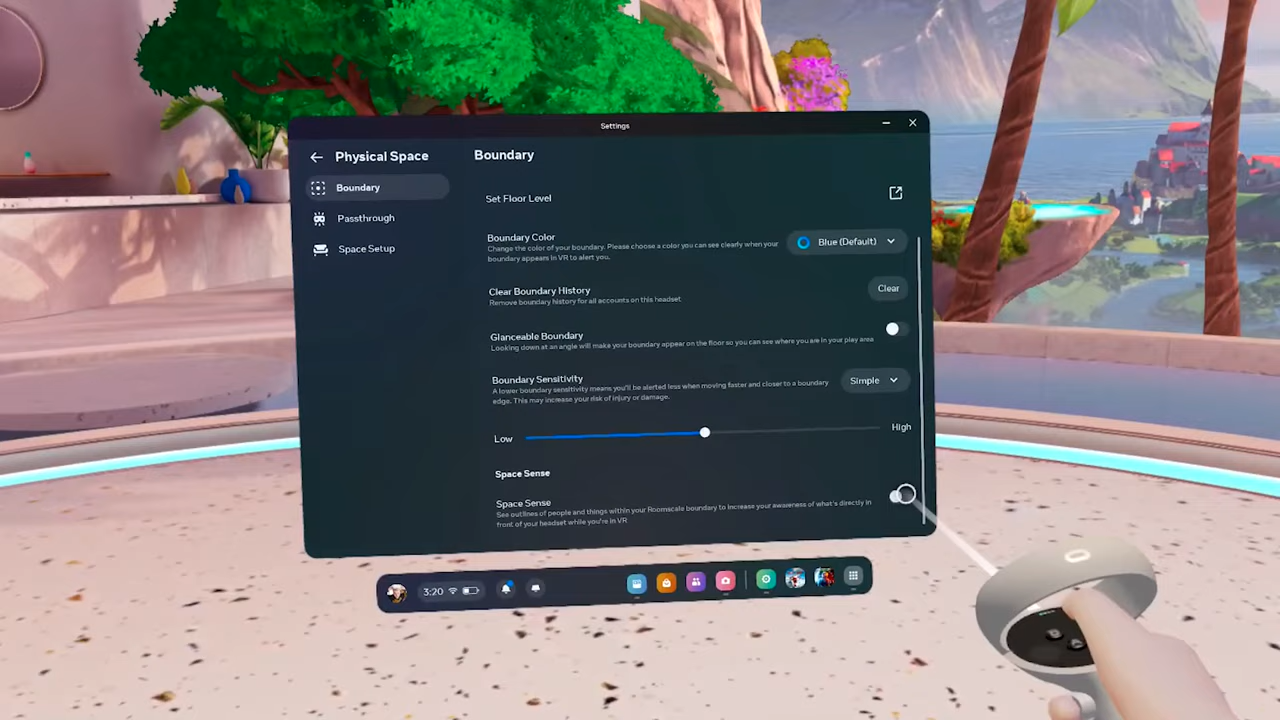 Settings
Physical Space
Boundary
Boundary
Passthrough
Space Setup
Set Floor Level
Boundary Color
Change the color of your boundary. Please choose a color you can see clearly when your
boundary appears in VR to alert you.
Blue (Default)
Clear Boundary History
Remove boundary history for all accounts on this headset
Clear
Glanceable Boundary
Looking down at an angle will make your boundary appear on the floor so you can see where you are in your play area
Boundary Sensitivity
A lower boundary sensitivity means you'll be alerted less when moving faster and closer to a boundary
edge. This may increase your risk of injury or damage.
Simple
Low
High
Space Sense
Space Sense
See outlines of people and things within your Roomscale boundary to increase your awareness of what's directly in
front of your headset while you're in VR
3:20